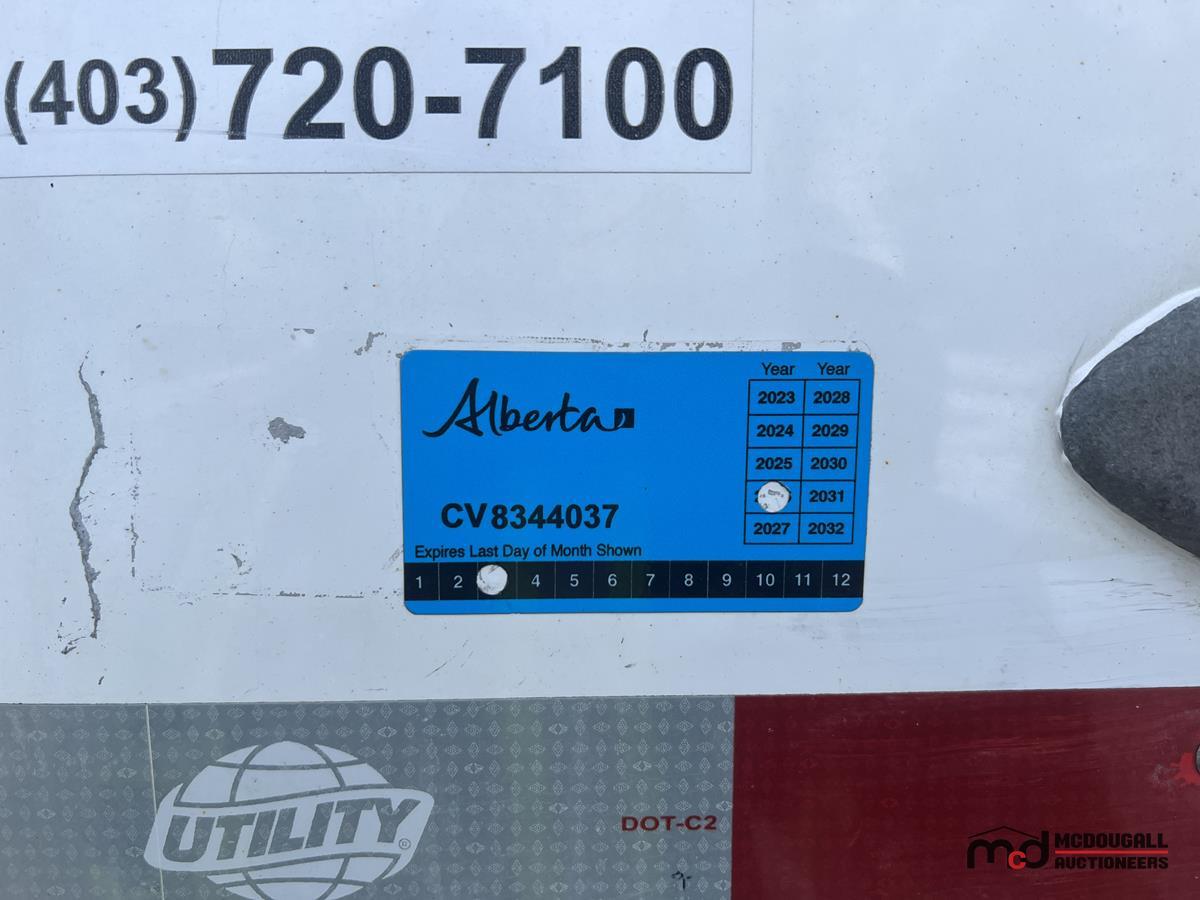 (403) 720-7100
Alberta
Year Year
2023 2028
2024 2029
2025 2030
2031
2027 2032
CV8344037
Expires Last Day of Month Shown
1 2 4 5 6 7 8 9 10 11 12
UTILITY®
DOT-C2
mcd MCDOUGALL
AUCTIONEERS